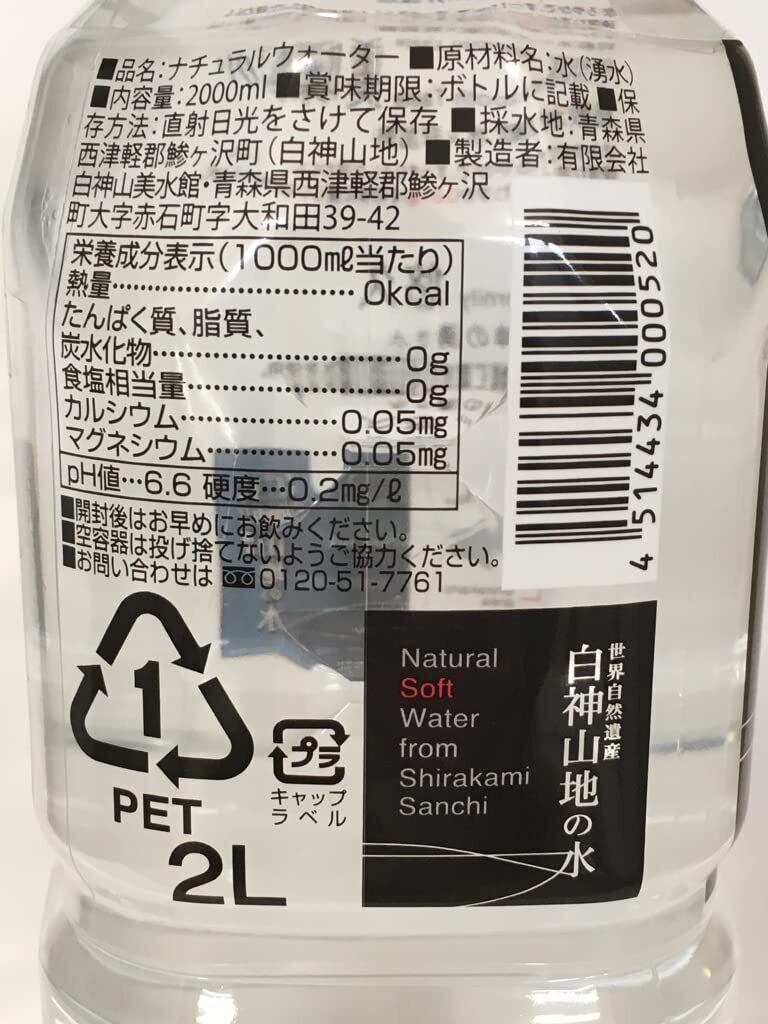 ■品名:ナチュラルウォーター ■原材料名:水(湧水)
■内容量:2000ml ■賞味期限:ボトルに記載 ■保
存方法:直射日光をさけて保存 ■採水地:青森県
西津軽郡鰺ヶ沢町(白神山地) ■製造者:有限会社
白神山美水館・青森県西津軽郡鰺ヶ沢
町大字赤石町字大和田39-42
栄養成分表示(1000mℓ当たり)
熱量…………………………0kcal
たんぱく質、脂質、
炭水化物……………………0g
食塩相当量…………………0g
カルシウム……………0.05mg
マグネシウム…………0.05mg
pH値…6.6 硬度…0.2mg/ℓ
■開封後はお早めにお飲みください。
■空容器は投げ捨てないようご協力ください。
■お問い合わせは 0120-51-7761
4 514434 000520
1
PET
2L
プラ
キャップ
ラベル
Natural
Soft
Water
from
Shirakami
Sanchi
世界自然遺産
白神山地の水